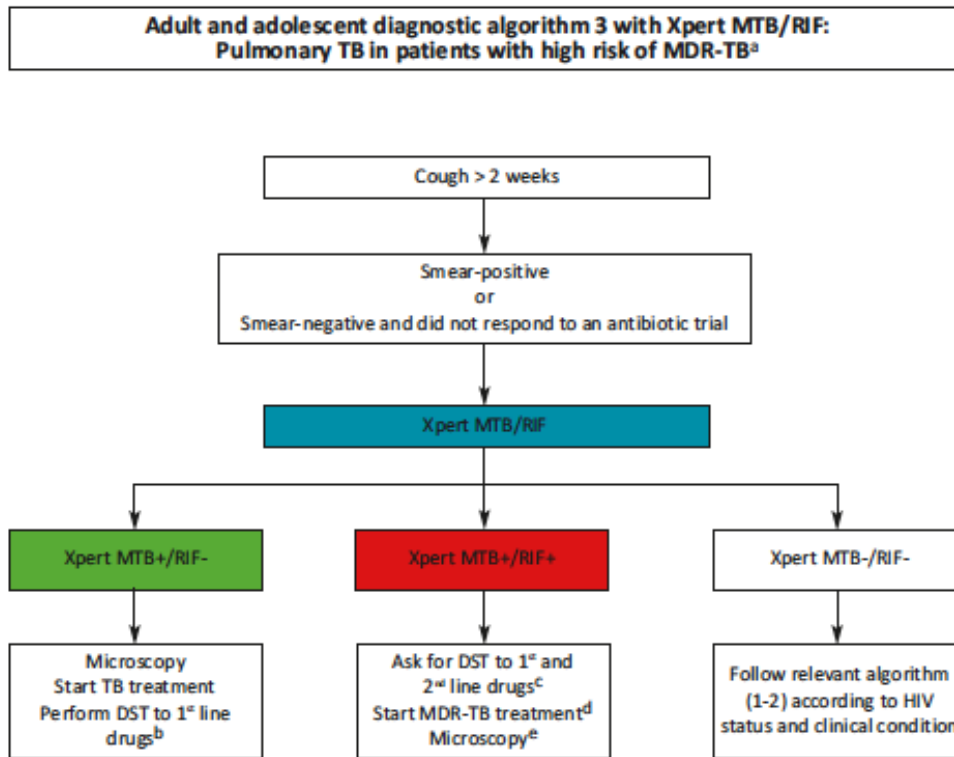 Adult and adolescent diagnostic algorithm 3 with Xpert MTB/RIF:
Pulmonary TB in patients with high risk of MDR-TBᵃ
Cough > 2 weeks
Smear-positive
or
Smear-negative and did not respond to an antibiotic trial
Xpert MTB/RIF
Xpert MTB+/RIF-
Xpert MTB+/RIF+
Xpert MTB-/RIF-
Microscopy
Start TB treatment
Perform DST to 1ˢᵗ line
drugsᵇ
Ask for DST to 1ˢᵗ and
2ⁿᵈ line drugsᶜ
Start MDR-TB treatmentᵈ
Microscopyᵉ
Follow relevant algorithm
(1-2) according to HIV
status and clinical condition